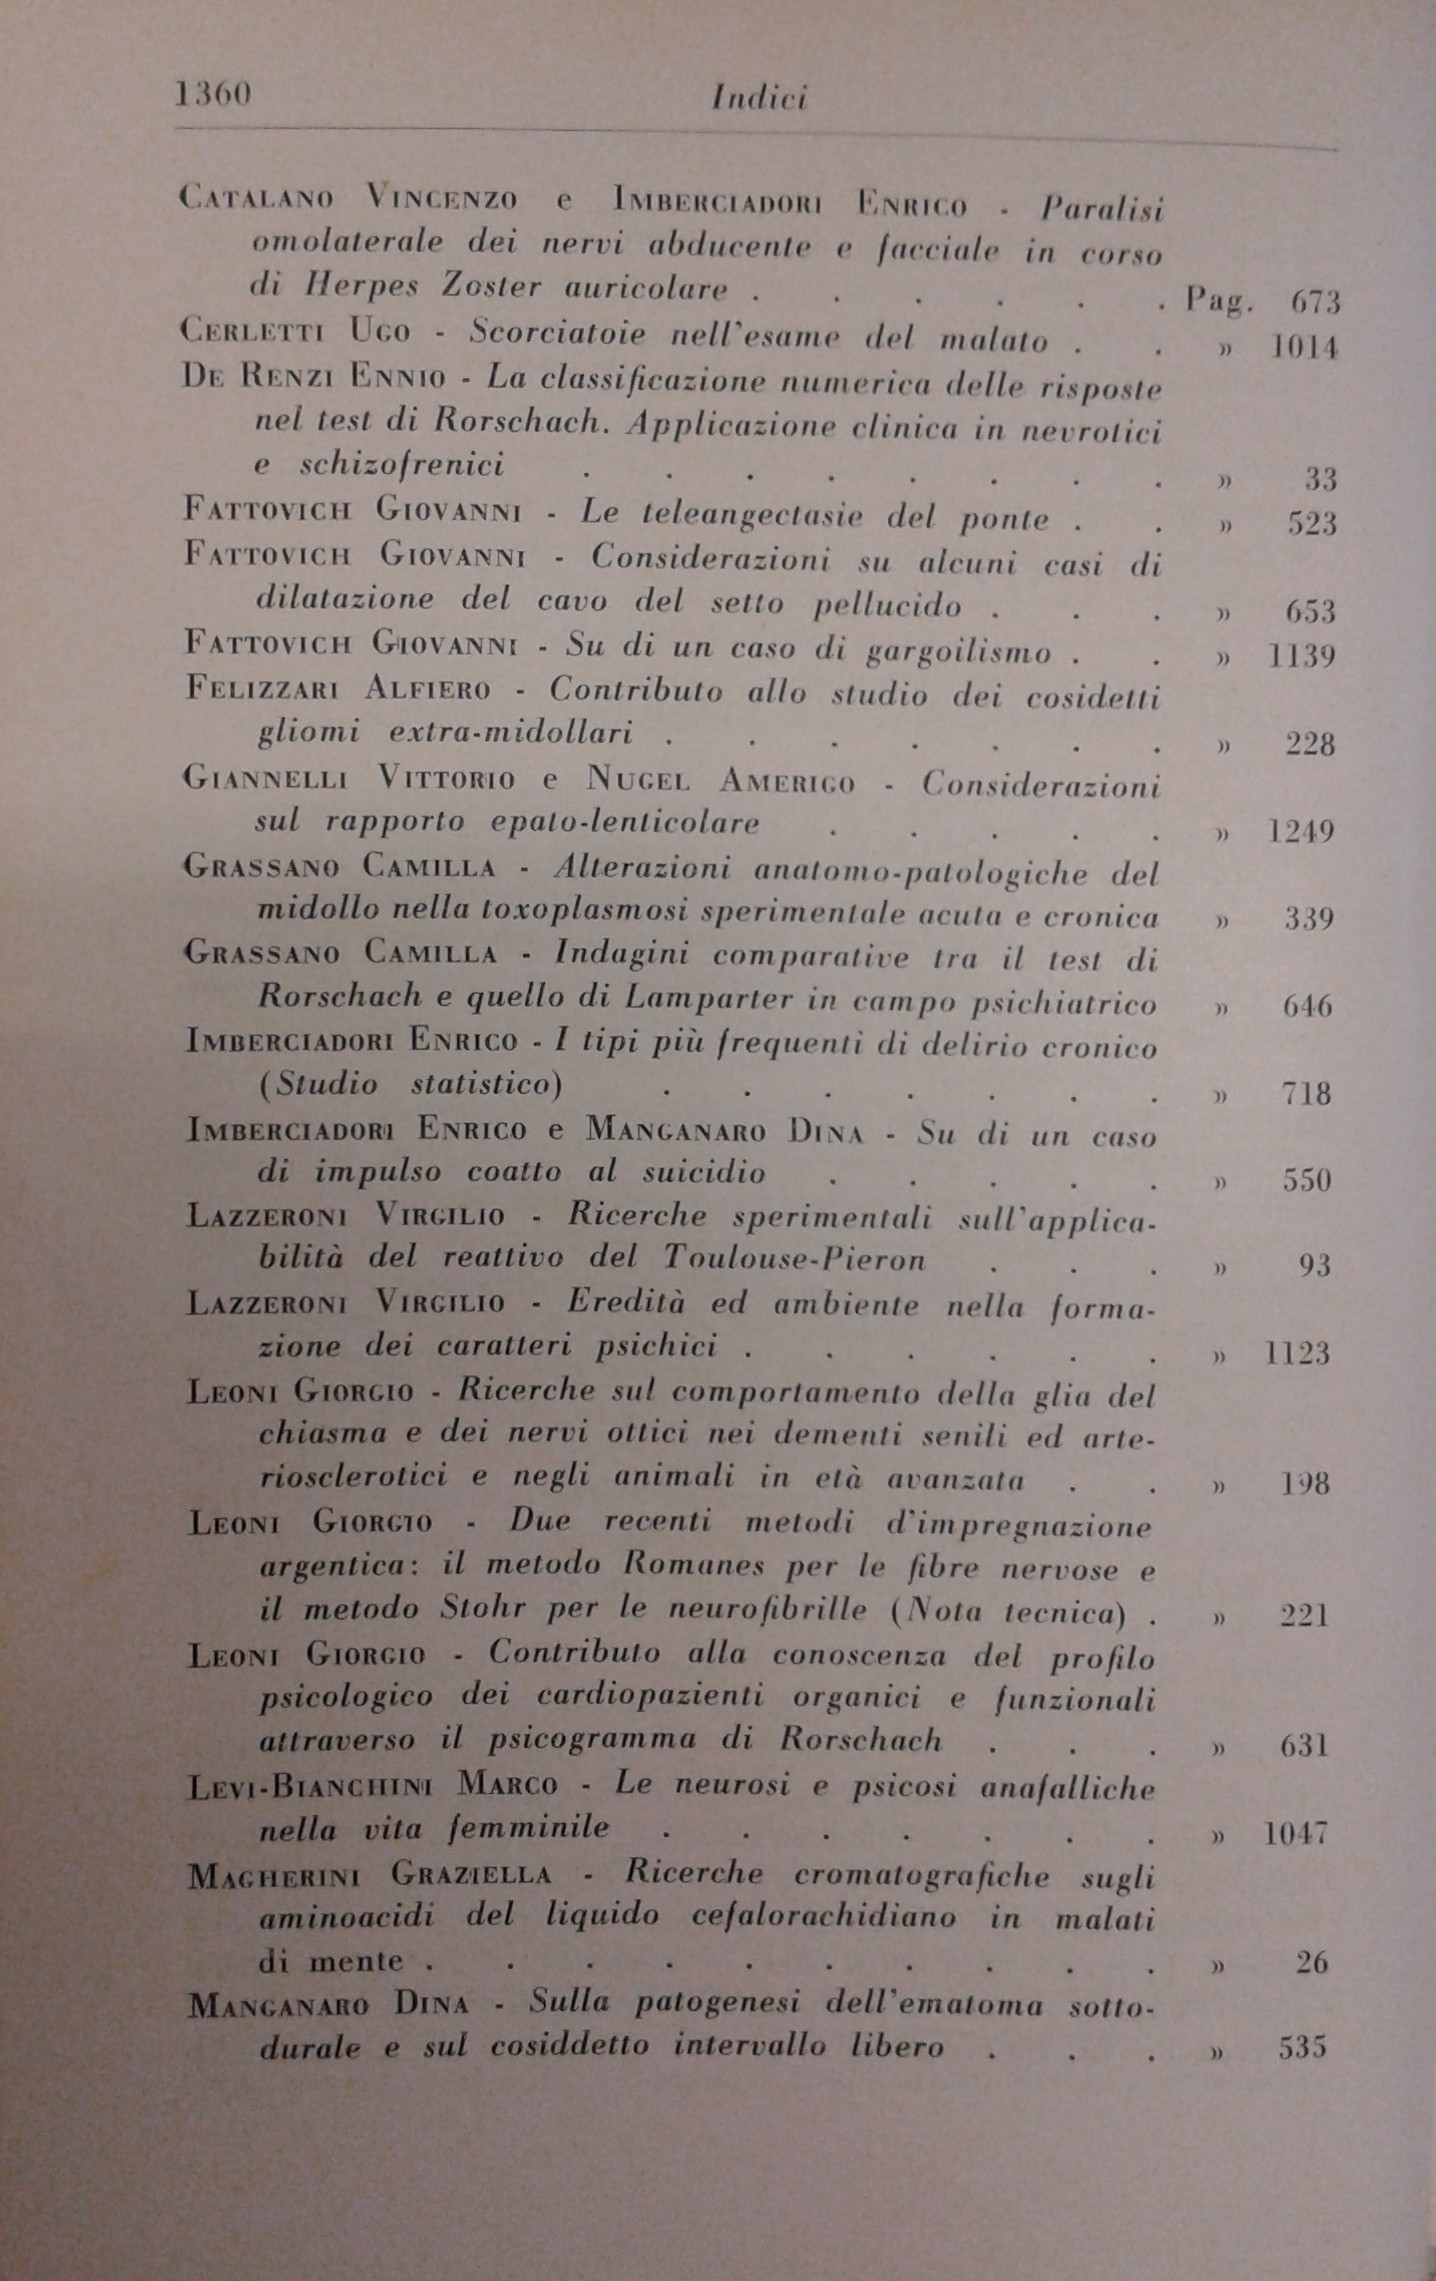 1360 Indici
CATALANO VINCENZO e IMBERCIADORI ENRICO - Paralisi
omolaterale dei nervi abducente e facciale in corso
di Herpes Zoster auricolare . . . . . . Pag. 673
CERLETTI UGO - Scorciatoie nell'esame del malato . . » 1014
DE RENZI ENNIO - La classificazione numerica delle risposte
nel test di Rorschach. Applicazione clinica in nevrotici
e schizofrenici . . . . . . . . » 33
FATTOVICH GIOVANNI - Le teleangectasie del ponte . . » 523
FATTOVICH GIOVANNI - Considerazioni su alcuni casi di
dilatazione del cavo del setto pellucido . . . » 653
FATTOVICH GIOVANNI - Su di un caso di gargoilismo . . » 1139
FELIZZARI ALFIERO - Contributo allo studio dei cosidetti
gliomi extra-midollari . . . . . . . » 228
GIANNELLI VITTORIO e NUGEL AMERIGO - Considerazioni
sul rapporto epato-lenticolare . . . . . » 1249
GRASSANO CAMILLA - Alterazioni anatomo-patologiche del
midollo nella toxoplasmosi sperimentale acuta e cronica » 339
GRASSANO CAMILLA - Indagini comparative tra il test di
Rorschach e quello di Lamparter in campo psichiatrico » 646
IMBERCIADORI ENRICO - I tipi più frequenti di delirio cronico
(Studio statistico) . . . . . . . » 718
IMBERCIADORI ENRICO e MANGANARO DINA - Su di un caso
di impulso coatto al suicidio . . . . . » 550
LAZZERONI VIRGILIO - Ricerche sperimentali sull'applica-
bilità del reattivo del Toulouse-Pieron . . . » 93
LAZZERONI VIRGILIO - Eredità ed ambiente nella forma-
zione dei caratteri psichici . . . . . . » 1123
LEONI GIORGIO - Ricerche sul comportamento della glia del
chiasma e dei nervi ottici nei dementi senili ed arte-
riosclerotici e negli animali in età avanzata . . » 198
LEONI GIORGIO - Due recenti metodi d'impregnazione
argentica: il metodo Romanes per le fibre nervose e
il metodo Stohr per le neurofibrille (Nota tecnica) . » 221
LEONI GIORGIO - Contributo alla conoscenza del profilo
psicologico dei cardiopazienti organici e funzionali
attraverso il psicogramma di Rorschach . . . » 631
LEVI-BIANCHINI MARCO - Le neurosi e psicosi anafalliche
nella vita femminile . . . . . . . » 1047
MAGHERINI GRAZIELLA - Ricerche cromatografiche sugli
aminoacidi del liquido cefalorachidiano in malati
di mente . . . . . . . . . . » 26
MANGANARO DINA - Sulla patogenesi dell'ematoma sotto-
durale e sul cosiddetto intervallo libero . . . » 535